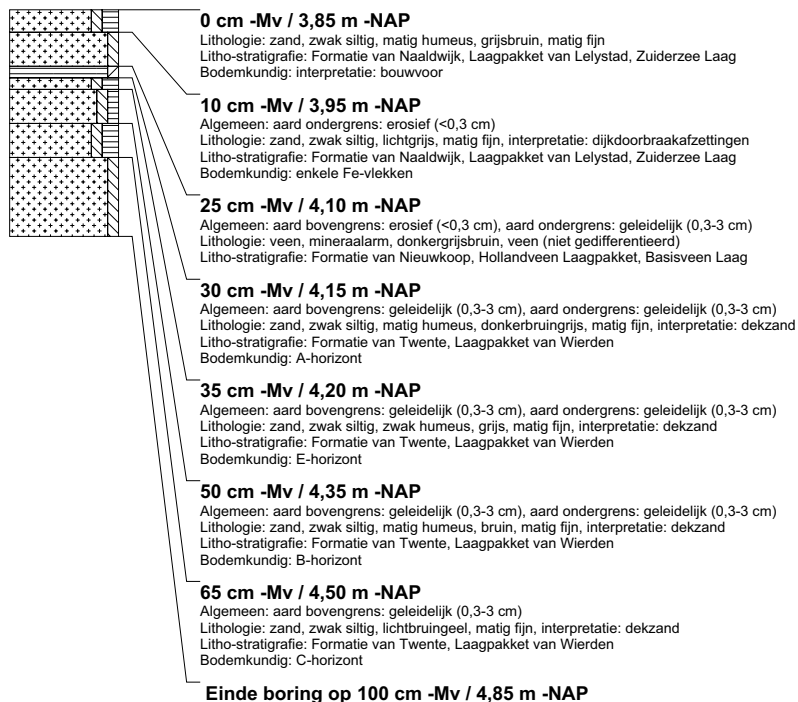 0 cm -Mv / 3,85 m -NAP
Lithologie: zand, zwak siltig, matig humeus, grijsbruin, matig fijn
Litho-stratigrafie: Formatie van Naaldwijk, Laagpakket van Lelystad, Zuiderzee Laag
Bodemkundig: interpretatie: bouwvoor
10 cm -Mv / 3,95 m -NAP
Algemeen: aard ondergrens: erosief (<0,3 cm)
Lithologie: zand, zwak siltig, lichtgrijs, matig fijn, interpretatie: dijkdoorbraakafzettingen
Litho-stratigrafie: Formatie van Naaldwijk, Laagpakket van Lelystad, Zuiderzee Laag
Bodemkundig: enkele Fe-vlekken
25 cm -Mv / 4,10 m -NAP
Algemeen: aard bovengrens: erosief (<0,3 cm), aard ondergrens: geleidelijk (0,3-3 cm)
Lithologie: veen, mineraalarm, donkergrijsbruin, veen (niet gedifferentieerd)
Litho-stratigrafie: Formatie van Nieuwkoop, Hollandveen Laagpakket, Basisveen Laag
30 cm -Mv / 4,15 m -NAP
Algemeen: aard bovengrens: geleidelijk (0,3-3 cm), aard ondergrens: geleidelijk (0,3-3 cm)
Lithologie: zand, zwak siltig, matig humeus, donkerbruingrijs, matig fijn, interpretatie: dekzand
Litho-stratigrafie: Formatie van Twente, Laagpakket van Wierden
Bodemkundig: A-horizont
35 cm -Mv / 4,20 m -NAP
Algemeen: aard bovengrens: geleidelijk (0,3-3 cm), aard ondergrens: geleidelijk (0,3-3 cm)
Lithologie: zand, zwak siltig, zwak humeus, grijs, matig fijn, interpretatie: dekzand
Litho-stratigrafie: Formatie van Twente, Laagpakket van Wierden
Bodemkundig: E-horizont
50 cm -Mv / 4,35 m -NAP
Algemeen: aard bovengrens: geleidelijk (0,3-3 cm), aard ondergrens: geleidelijk (0,3-3 cm)
Lithologie: zand, zwak siltig, matig humeus, bruin, matig fijn, interpretatie: dekzand
Litho-stratigrafie: Formatie van Twente, Laagpakket van Wierden
Bodemkundig: B-horizont
65 cm -Mv / 4,50 m -NAP
Algemeen: aard bovengrens: geleidelijk (0,3-3 cm)
Lithologie: zand, zwak siltig, lichtbruingeel, matig fijn, interpretatie: dekzand
Litho-stratigrafie: Formatie van Twente, Laagpakket van Wierden
Bodemkundig: C-horizont
Einde boring op 100 cm -Mv / 4,85 m -NAP